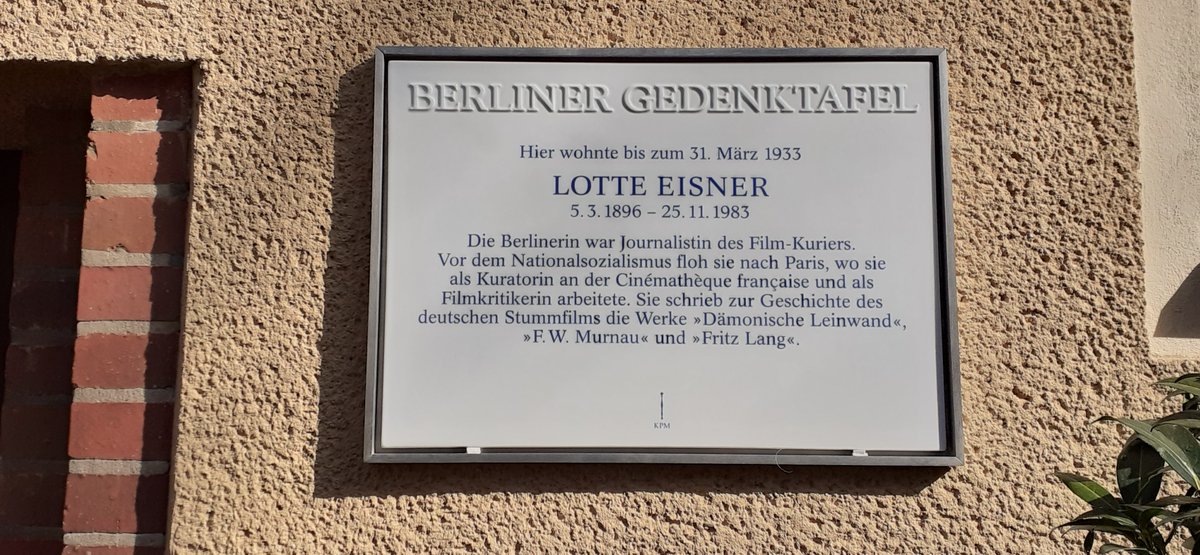 BERLINER GEDENKTAFEL
Hier wohnte bis zum 31. März 1933
LOTTE EISNER
5. 3. 1896 – 25. 11. 1983
Die Berlinerin war Journalistin des Film-Kuriers.
Vor dem Nationalsozialismus floh sie nach Paris, wo sie
als Kuratorin an der Cinémathèque française und als
Filmkritikerin arbeitete. Sie schrieb zur Geschichte des
deutschen Stummfilms die Werke »Dämonische Leinwand«,
»F. W. Murnau« und »Fritz Lang«.
KPM